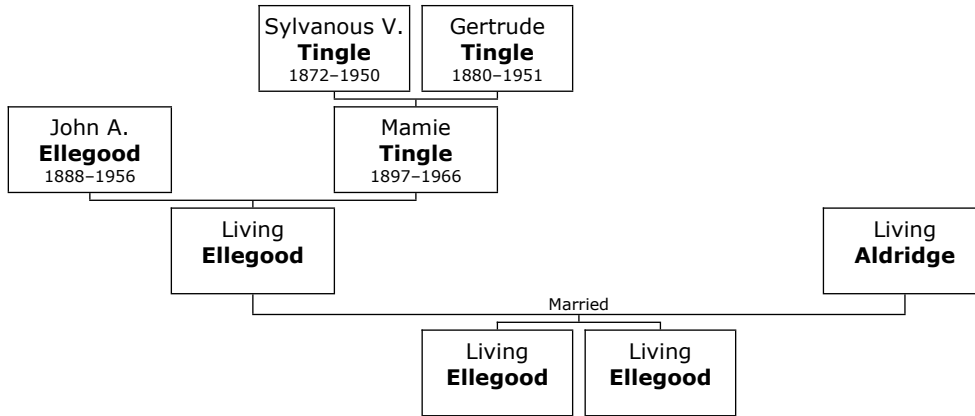 Sylvanous V.
Tingle
1872–1950
Gertrude
Tingle
1880–1951
John A.
Ellegood
1888–1956
Mamie
Tingle
1897–1966
Living
Ellegood
Living
Aldridge
Married
Living
Ellegood
Living
Ellegood